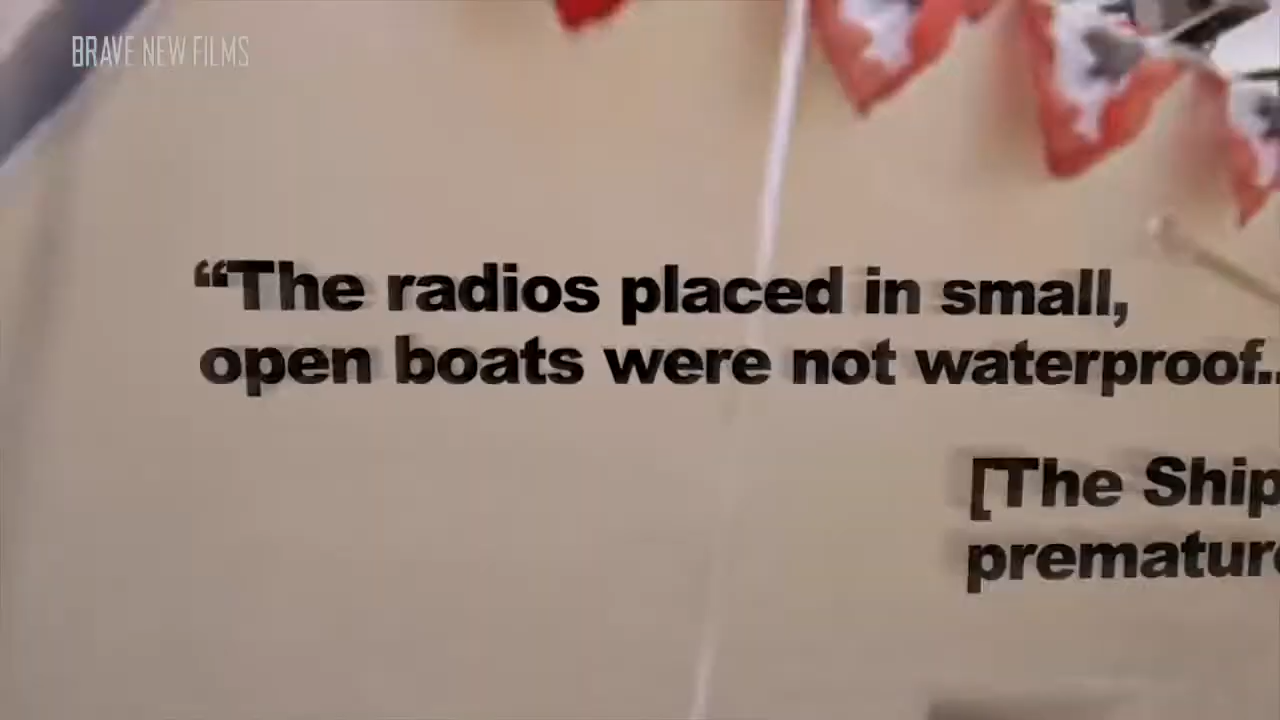 BRAVE NEW FILMS
“The radios placed in small,
open boats were not waterproof..
[The Ship
prematur